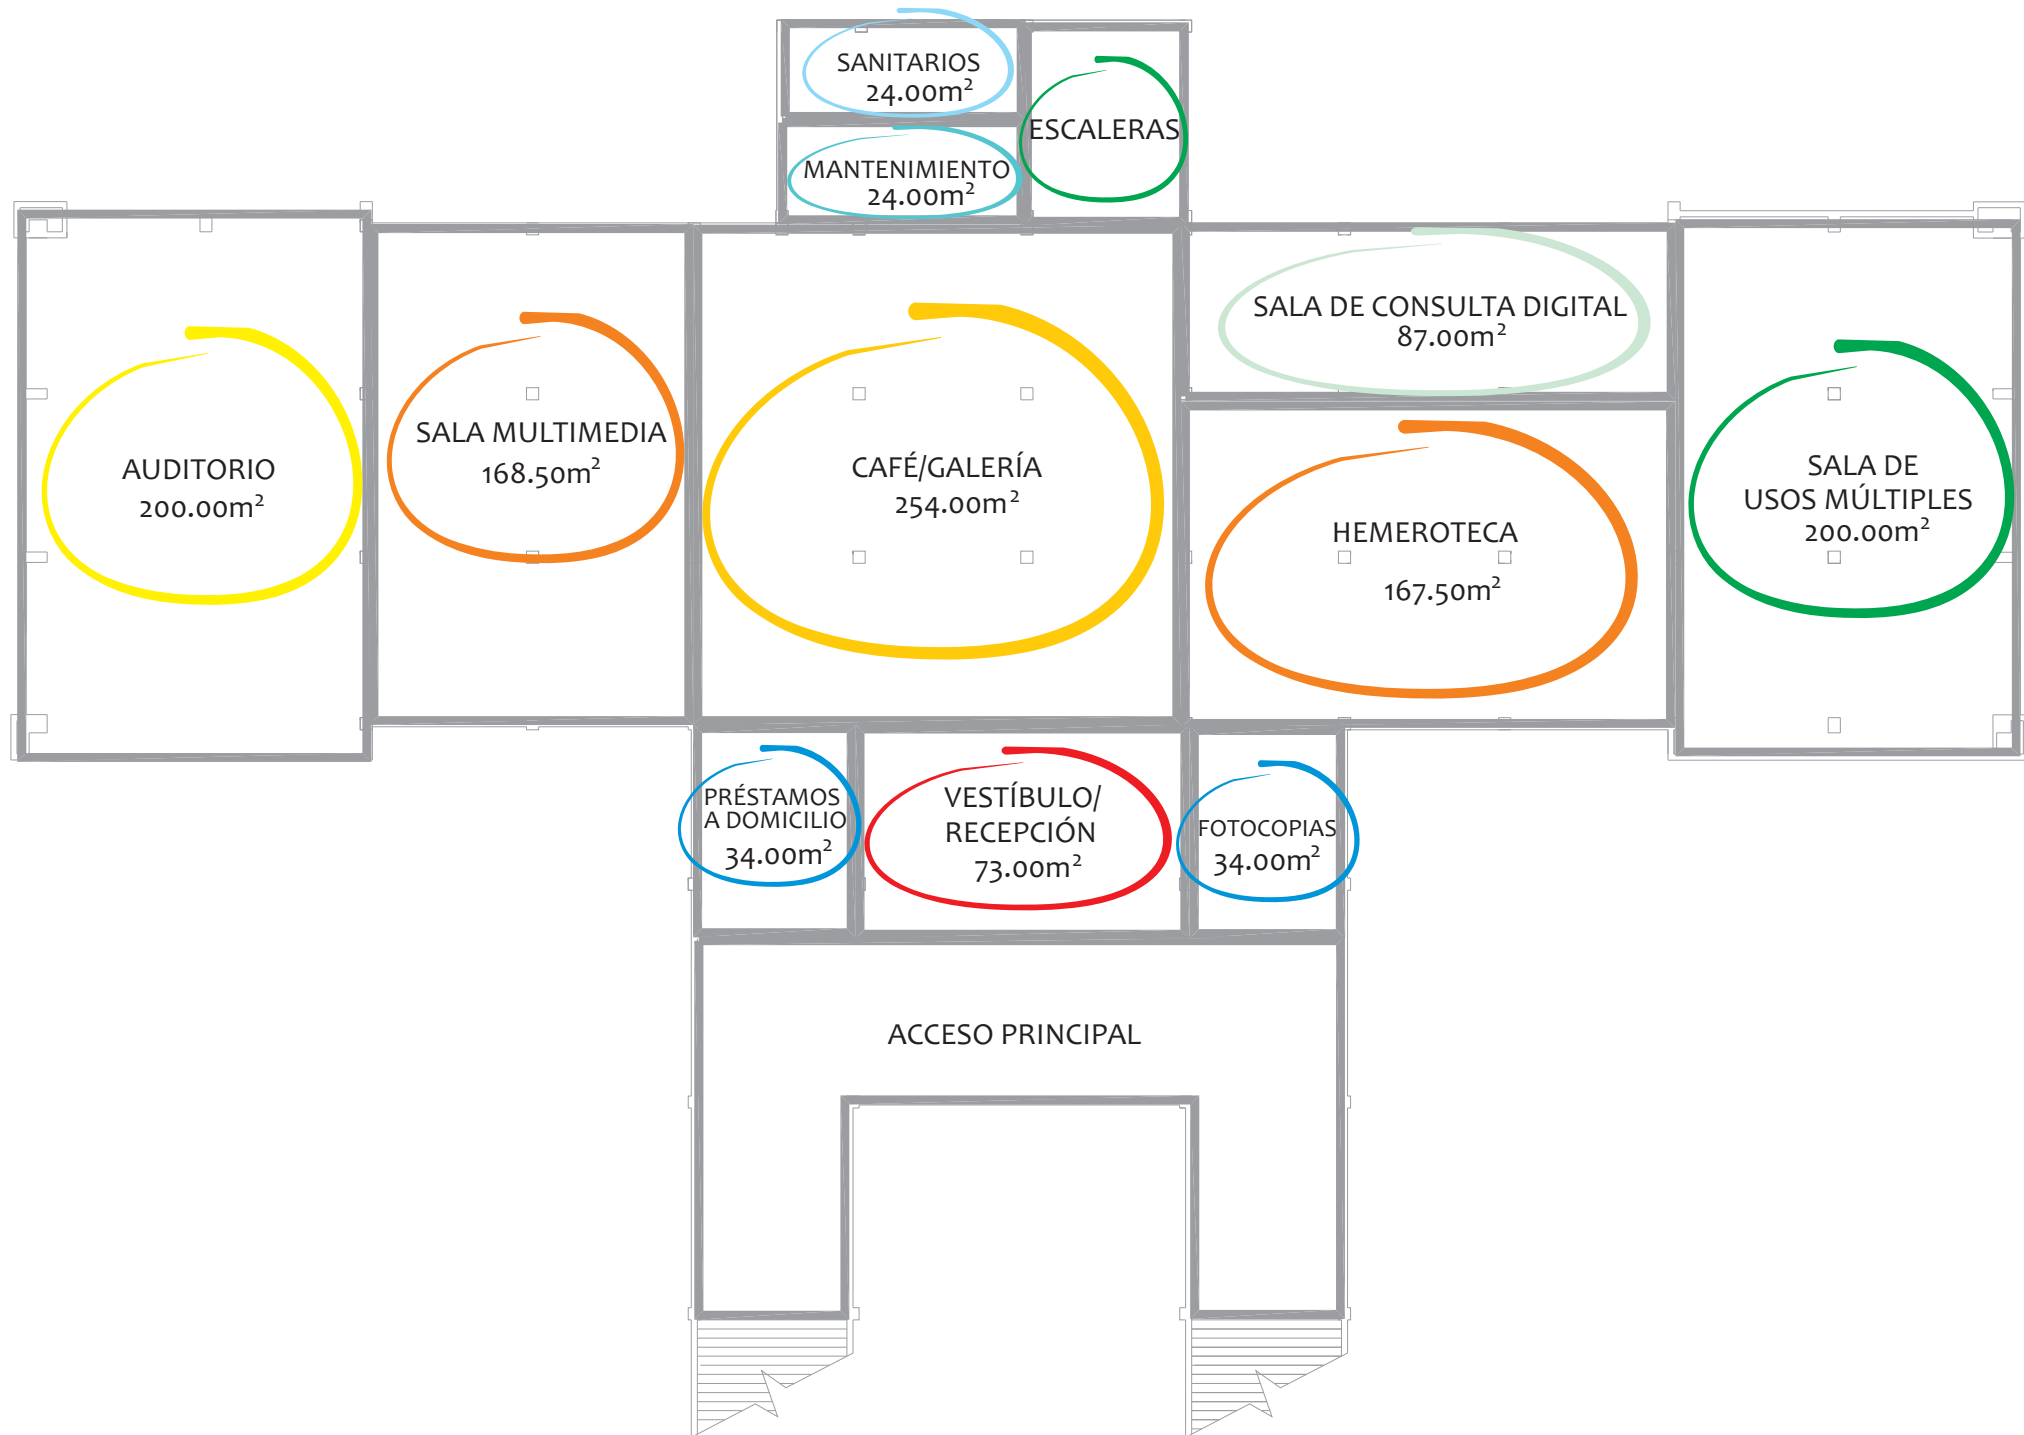 SANITARIOS
24.00m²
ESCALERAS
MANTENIMIENTO
24.00m²
AUDITORIO
200.00m²
SALA MULTIMEDIA
168.50m²
CAFÉ/GALERÍA
254.00m²
SALA DE CONSULTA DIGITAL
87.00m²
HEMEROTECA
167.50m²
SALA DE
USOS MÚLTIPLES
200.00m²
PRÉSTAMOS
A DOMICILIO
34.00m²
VESTÍBULO/
RECEPCIÓN
73.00m²
FOTOCOPIAS
34.00m²
ACCESO PRINCIPAL